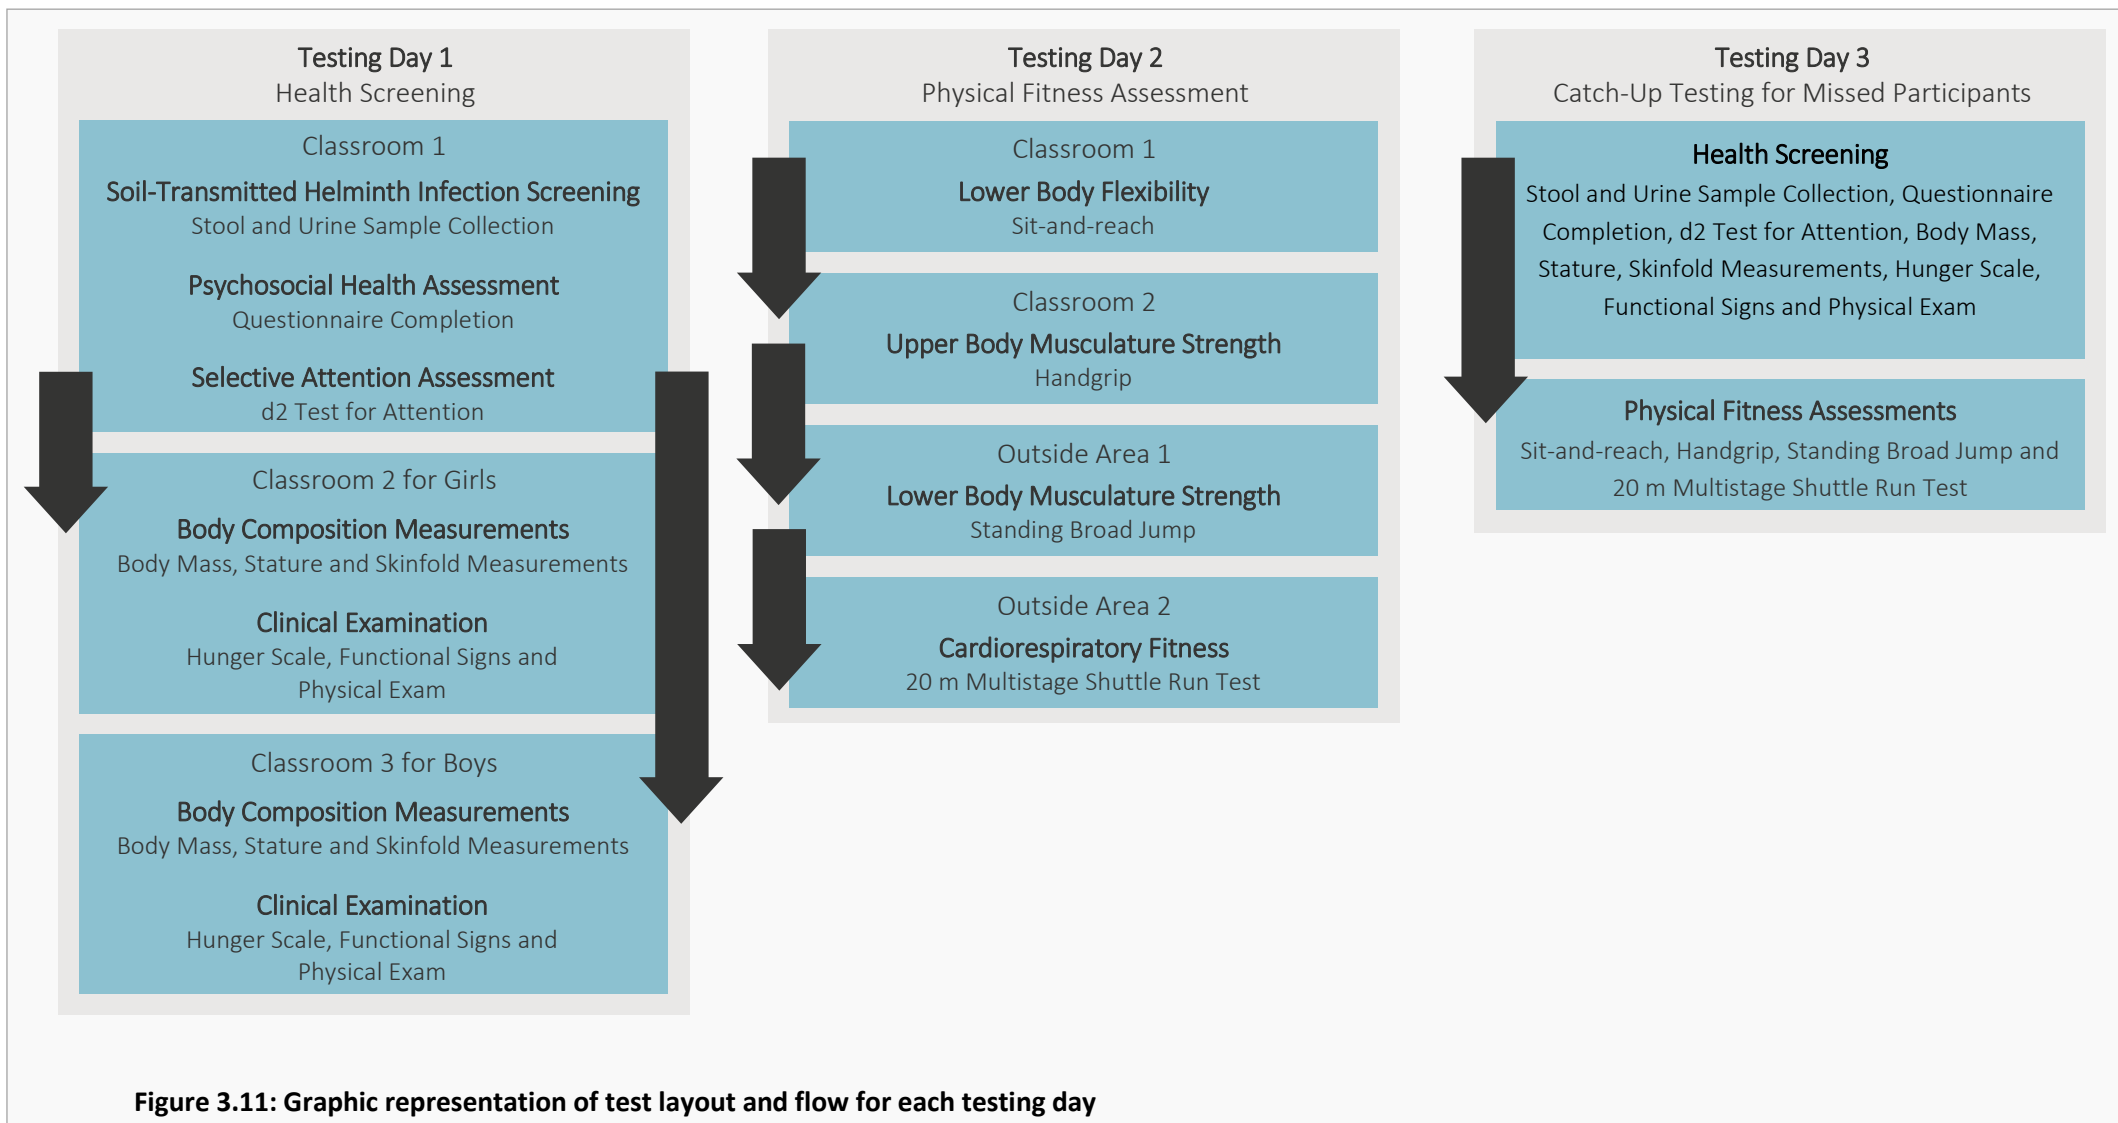 Testing Day 1
Health Screening
Classroom 1
Soil-Transmitted Helminth Infection Screening
Stool and Urine Sample Collection
Psychosocial Health Assessment
Questionnaire Completion
Selective Attention Assessment
d2 Test for Attention
Classroom 2 for Girls
Body Composition Measurements
Body Mass, Stature and Skinfold Measurements
Clinical Examination
Hunger Scale, Functional Signs and
Physical Exam
Classroom 3 for Boys
Body Composition Measurements
Body Mass, Stature and Skinfold Measurements
Clinical Examination
Hunger Scale, Functional Signs and
Physical Exam
Testing Day 2
Physical Fitness Assessment
Classroom 1
Lower Body Flexibility
Sit-and-reach
Classroom 2
Upper Body Musculature Strength
Handgrip
Outside Area 1
Lower Body Musculature Strength
Standing Broad Jump
Outside Area 2
Cardiorespiratory Fitness
20 m Multistage Shuttle Run Test
Testing Day 3
Catch-Up Testing for Missed Participants
Health Screening
Stool and Urine Sample Collection, Questionnaire
Completion, d2 Test for Attention, Body Mass,
Stature, Skinfold Measurements, Hunger Scale,
Functional Signs and Physical Exam
Physical Fitness Assessments
Sit-and-reach, Handgrip, Standing Broad Jump and
20 m Multistage Shuttle Run Test
Figure 3.11: Graphic representation of test layout and flow for each testing day